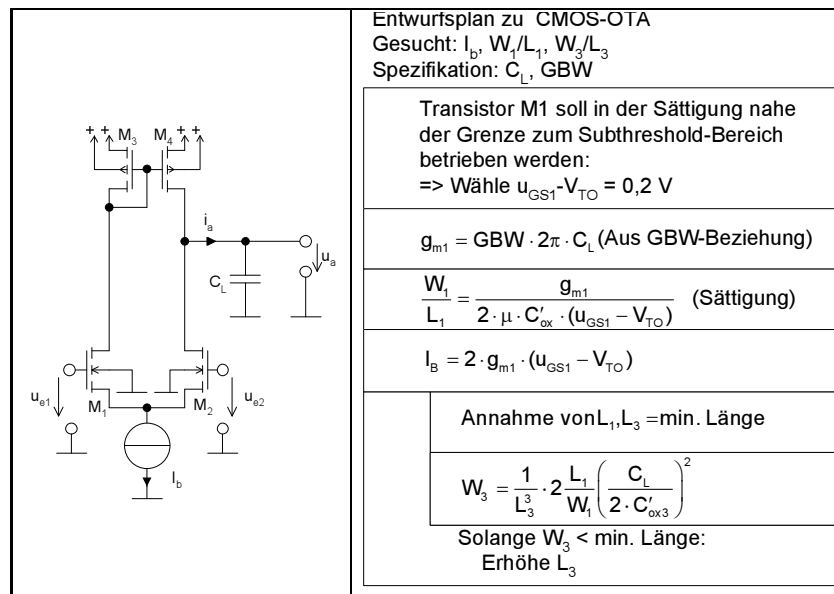 Entwurfsplan zu CMOS-OTA
Gesucht: I_b, W_1/L_1, W_3/L_3
Spezifikation: C_L, GBW
Transistor M1 soll in der Sättigung nahe
der Grenze zum Subthreshold-Bereich
betrieben werden:
=> Wähle u_GS1-V_TO = 0,2 V
g_m1 = GBW · 2π · C_L (Aus GBW-Beziehung)
W_1/L_1 = g_m1 / (2 · μ · C'_ox · (u_GS1 − V_TO)) (Sättigung)
I_B = 2 · g_m1 · (u_GS1 − V_TO)
Annahme von L_1, L_3 = min. Länge
W_3 = 1/L_3^3 · 2 L_1/W_1 (C_L / (2 · C'_ox3))^2
Solange W_3 < min. Länge:
Erhöhe L_3
+ + + +
M_3 M_4
i_a
C_L
u_a
u_e1 M_1 M_2 u_e2
I_b